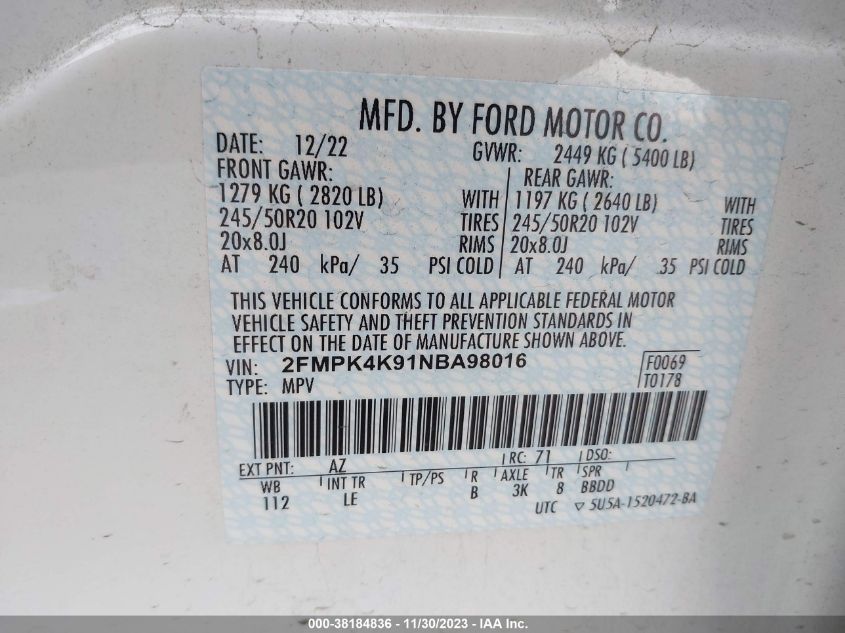 MFD. BY FORD MOTOR CO.
DATE: 12/22 GVWR: 2449 KG ( 5400 LB)
FRONT GAWR: REAR GAWR:
1279 KG ( 2820 LB) WITH 1197 KG ( 2640 LB) WITH
245/50R20 102V TIRES 245/50R20 102V TIRES
20x8.0J RIMS 20x8.0J RIMS
AT 240 kPa/ 35 PSI COLD AT 240 kPa/ 35 PSI COLD
THIS VEHICLE CONFORMS TO ALL APPLICABLE FEDERAL MOTOR
VEHICLE SAFETY AND THEFT PREVENTION STANDARDS IN
EFFECT ON THE DATE OF MANUFACTURE SHOWN ABOVE.
VIN: 2FMPK4K91NBA98016 F0069
TYPE: MPV T0178
EXT PNT: AZ RC: 71 DSO:
WB INT TR TP/PS R AXLE TR SPR
112 LE B 3K 8 BBDD
UTC ▽ 5U5A-1520472-BA
000-38184836 - 11/30/2023 - IAA Inc.